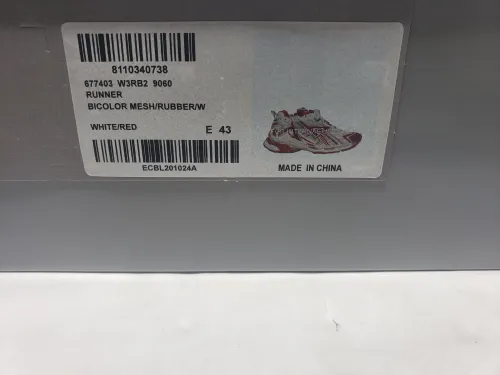 8110340738
677403 W3RB2 9060
RUNNER
BICOLOR MESH/RUBBER/W
WHITE/RED E 43
ECBL201024A
MADE IN CHINA